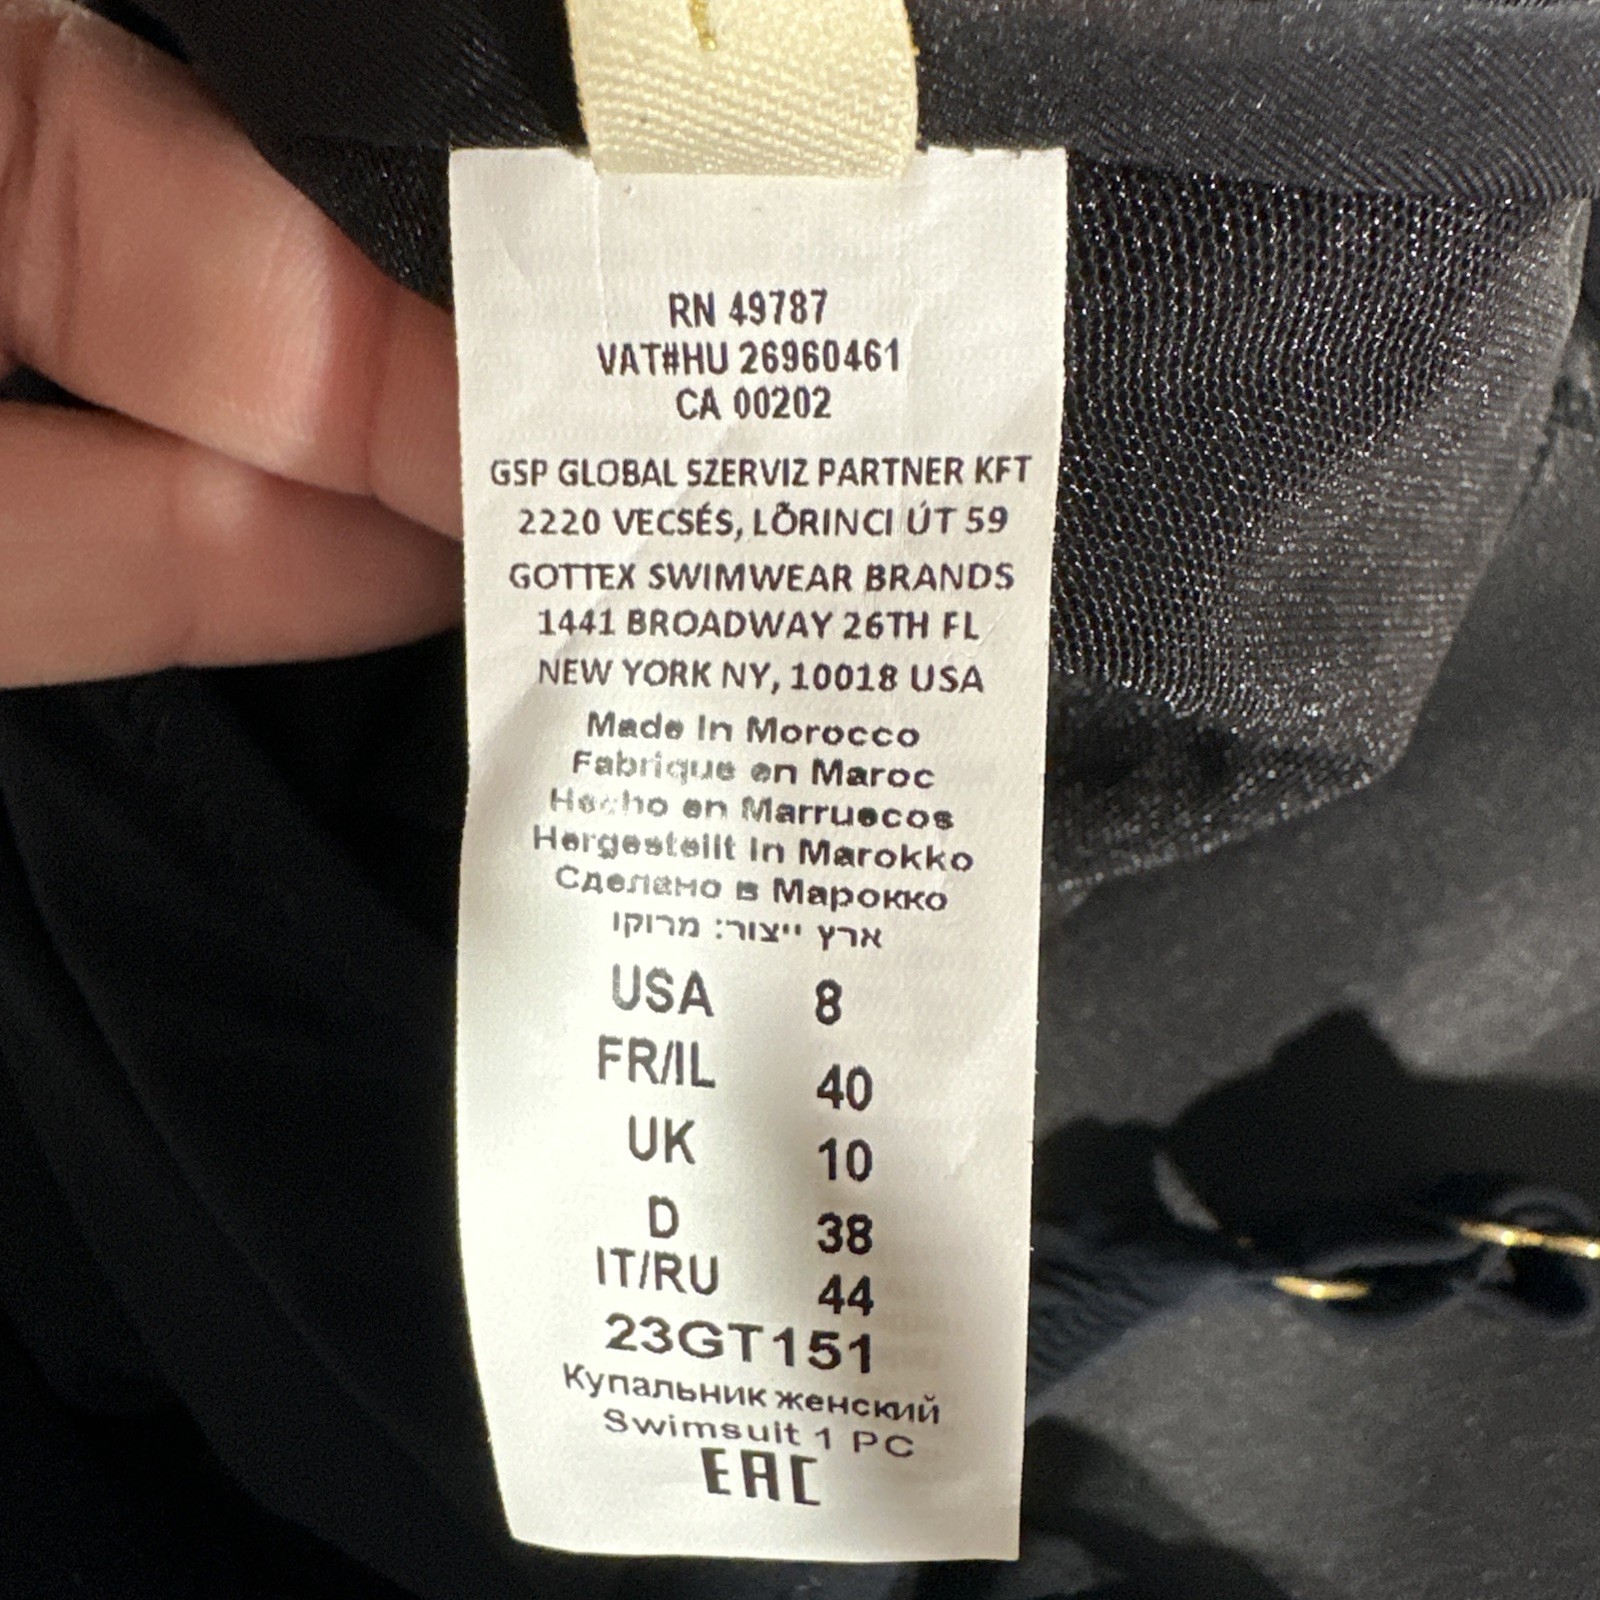 RN 49787
VAT#HU 26960461
CA 00202
GSP GLOBAL SZERVIZ PARTNER KFT
2220 VECSÉS, LŐRINCI ÚT 59
GOTTEX SWIMWEAR BRANDS
1441 BROADWAY 26TH FL
NEW YORK NY, 10018 USA
Made In Morocco
Fabrique en Maroc
Hecho en Marruecos
Hergestellt in Marokko
Сделано в Марокко
ארץ ייצור: מרוקו
USA 8
FR/IL 40
UK 10
D 38
IT/RU 44
23GT151
Купальник женский
Swimsuit 1 PC
EAC